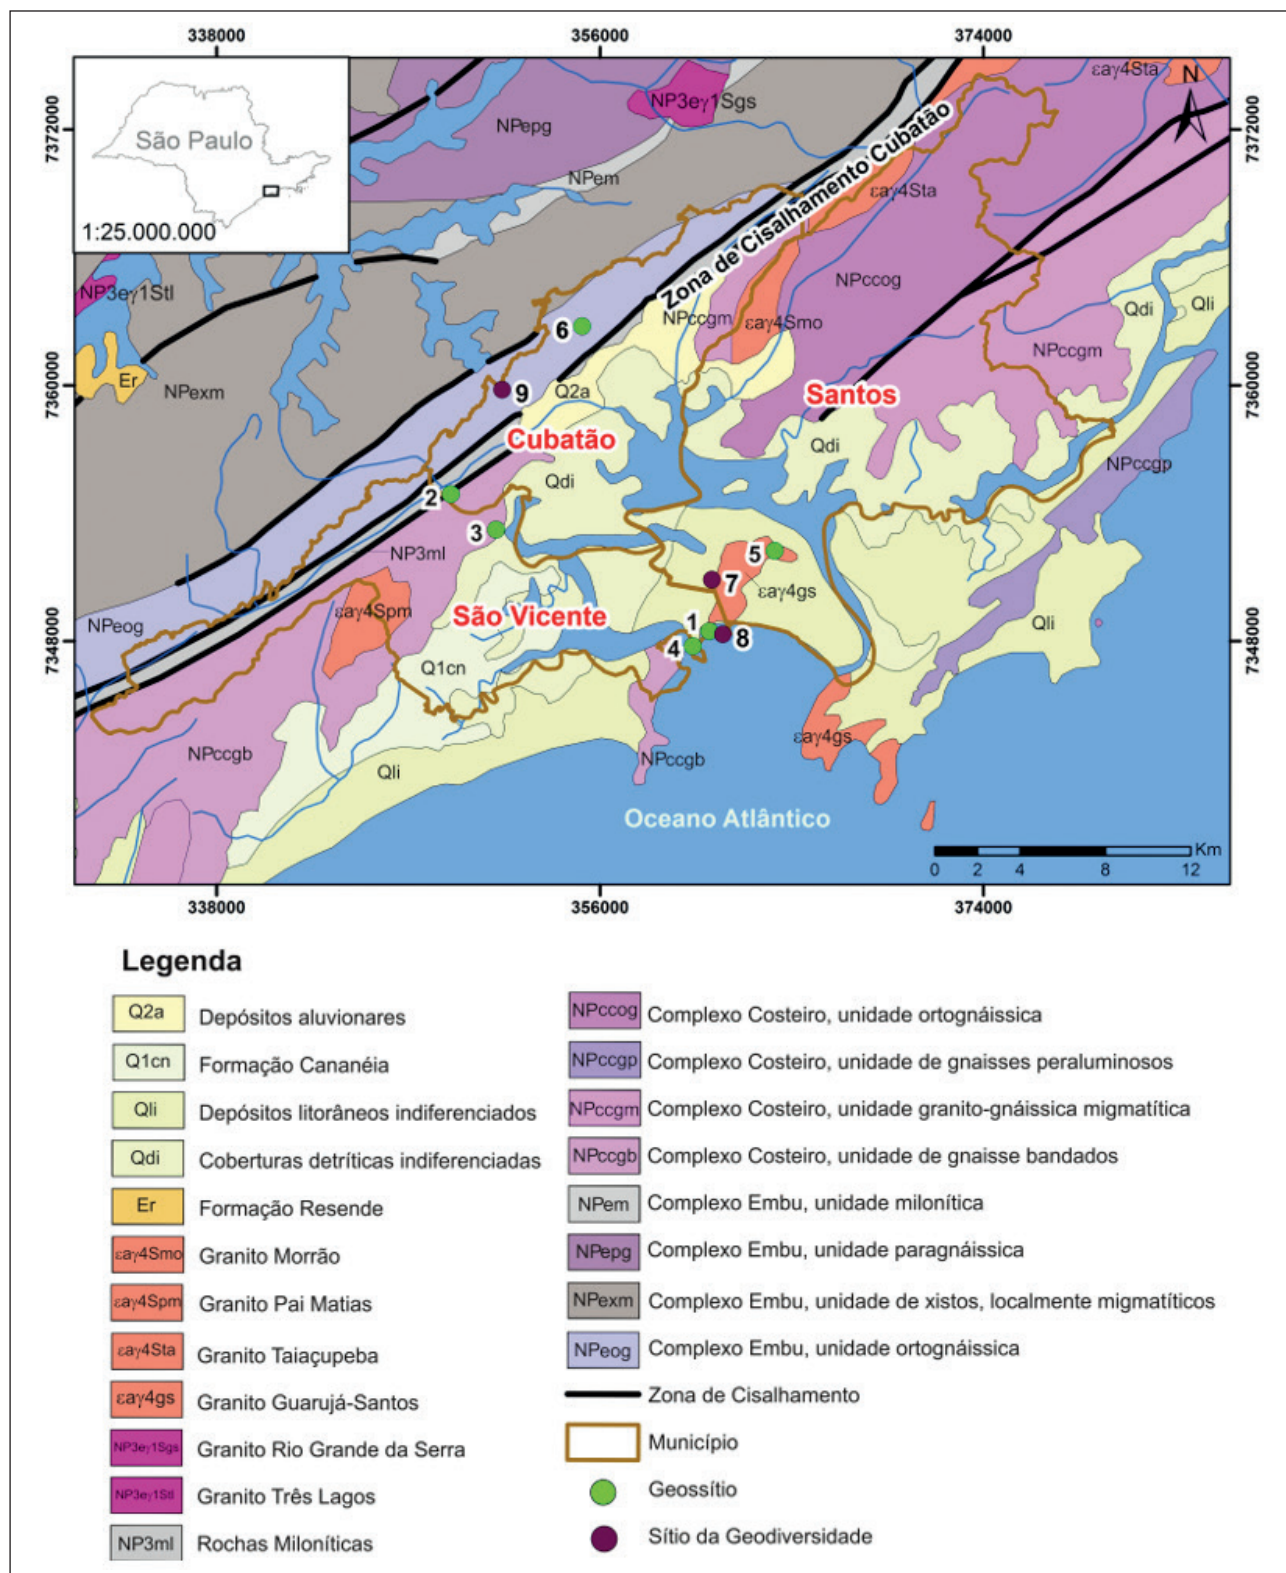 338000
356000
374000
7372000
7372000
São Paulo
1:25.000.000
NPepg
NP3eγ1Sgs
εaγ4Sta
N
NPem
εaγ4Sta
Zona de Cisalhamento Cubatão
NPccog
NP3eγ1Stl
NPccgm
εaγ4Smo
Qdi
Qli
6
NPccgm
Er
NPexm
7360000
7360000
9
Q2a
Santos
Cubatão
Qdi
NPccgp
2
Qdi
3
NP3ml
5
7
εaγ4gs
εaγ4Spm
São Vicente
NPeog
1
8
4
Qli
7348000
7348000
Q1cn
NPccgb
NPccgb
εaγ4gs
Qli
Oceano Atlântico
Km
0
2
4
8
12
338000
356000
374000
Legenda
Q2a Depósitos aluvionares
Q1cn Formação Cananéia
Qli Depósitos litorâneos indiferenciados
Qdi Coberturas detríticas indiferenciadas
Er Formação Resende
εaγ4Smo Granito Morrão
εaγ4Spm Granito Pai Matias
εaγ4Sta Granito Taiaçupeba
εaγ4gs Granito Guarujá-Santos
NP3eγ1Sgs Granito Rio Grande da Serra
NP3eγ1Stl Granito Três Lagos
NP3ml Rochas Miloníticas
NPccog Complexo Costeiro, unidade ortognáissica
NPccgp Complexo Costeiro, unidade de gnaisses peraluminosos
NPccgm Complexo Costeiro, unidade granito-gnáissica migmatítica
NPccgb Complexo Costeiro, unidade de gnaisse bandados
NPem Complexo Embu, unidade milonítica
NPepg Complexo Embu, unidade paragnáissica
NPexm Complexo Embu, unidade de xistos, localmente migmatíticos
NPeog Complexo Embu, unidade ortognáissica
Zona de Cisalhamento
Município
Geossítio
Sítio da Geodiversidade